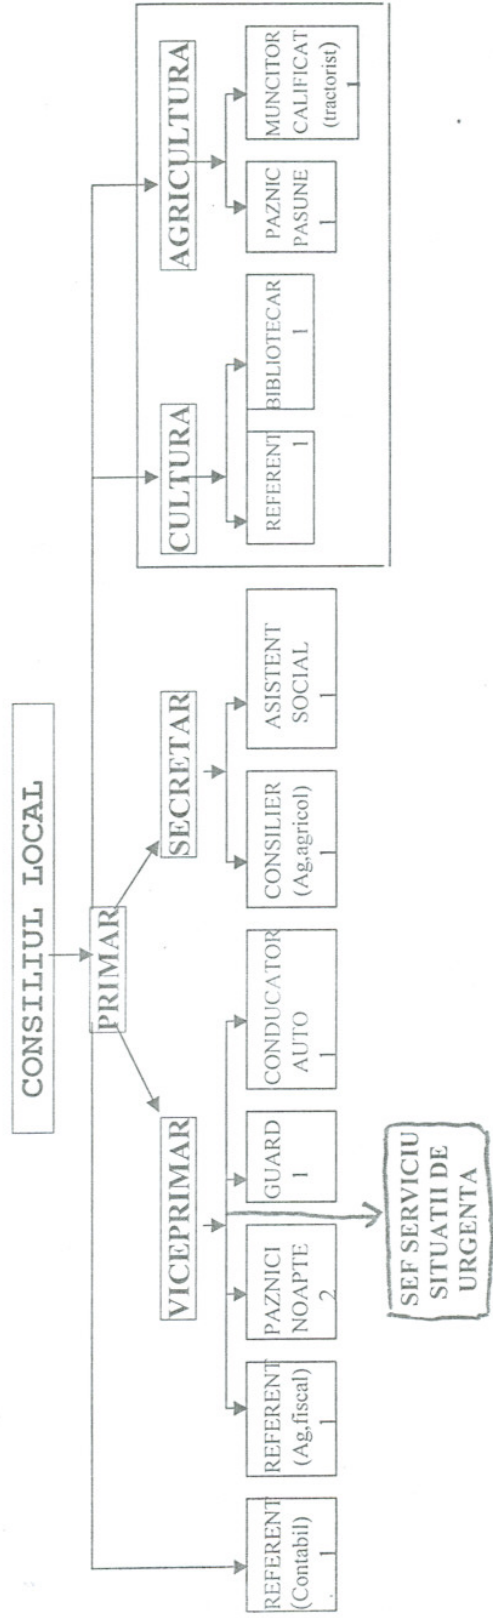 CONSILIUL LOCAL
PRIMAR
VICEPRIMAR
SECRETAR
CULTURA
AGRICULTURA
REFERENT
(Contabil)
1
REFERENT
(Ag,fiscal)
1
PAZNICI
NOAPTE
2
GUARD
1
CONDUCATOR
AUTO
1
CONSILIER
(Ag,agricol)
1
ASISTENT
SOCIAL
1
REFERENT
1
BIBLIOTECAR
1
PAZNIC
PASUNE
1
MUNCITOR
CALIFICAT
(tractorist)
1
SEF SERVICIU
SITUATII DE
URGENTA